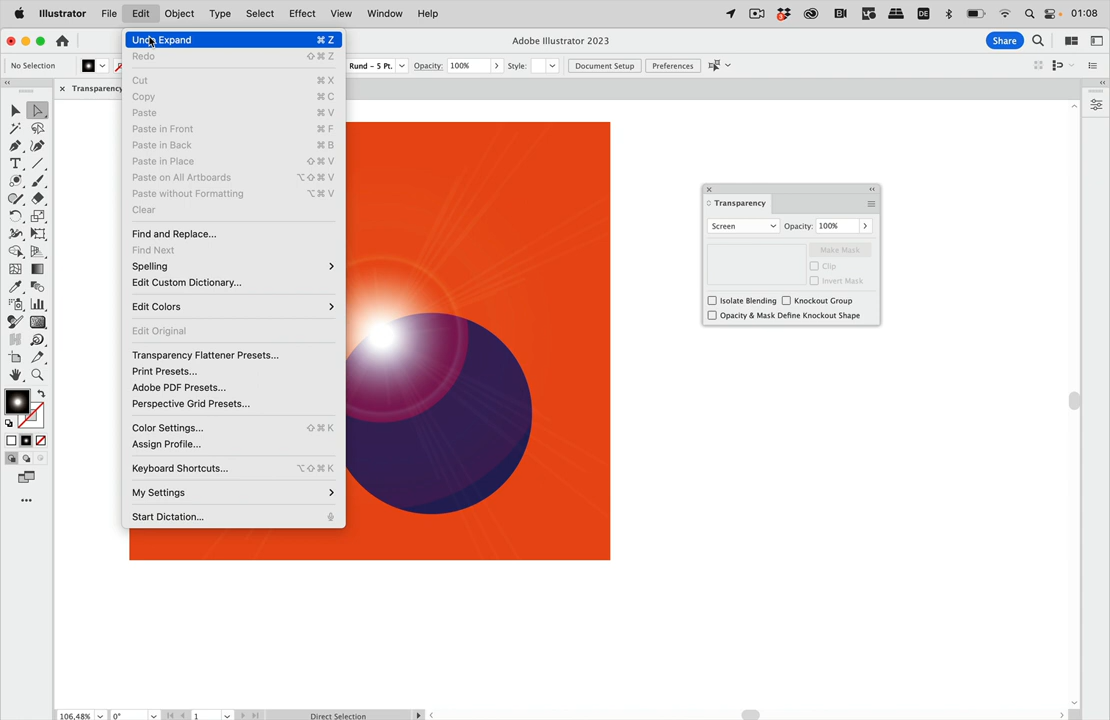 Illustrator File Edit Object Type Select Effect View Window Help 3 DE 01:08
Adobe Illustrator 2023 Share
No Selection Rund – 5 Pt. Opacity: 100% Style: Document Setup Preferences
Transparency
Undo Expand ⌘ Z
Redo ⇧ ⌘ Z
Cut ⌘ X
Copy ⌘ C
Paste ⌘ V
Paste in Front ⌘ F
Paste in Back ⌘ B
Paste in Place ⇧ ⌘ V
Paste on All Artboards ⌥ ⇧ ⌘ V
Paste without Formatting ⌥ ⌘ V
Clear
Find and Replace...
Find Next
Spelling
Edit Custom Dictionary...
Edit Colors
Edit Original
Transparency Flattener Presets...
Print Presets...
Adobe PDF Presets...
Perspective Grid Presets...
Color Settings... ⇧ ⌘ K
Assign Profile...
Keyboard Shortcuts... ⌥ ⇧ ⌘ K
My Settings
Start Dictation...
Transparency
Screen Opacity: 100%
Make Mask
Clip
Invert Mask
Isolate Blending Knockout Group
Opacity & Mask Define Knockout Shape
106,48% 0° 1 Direct Selection